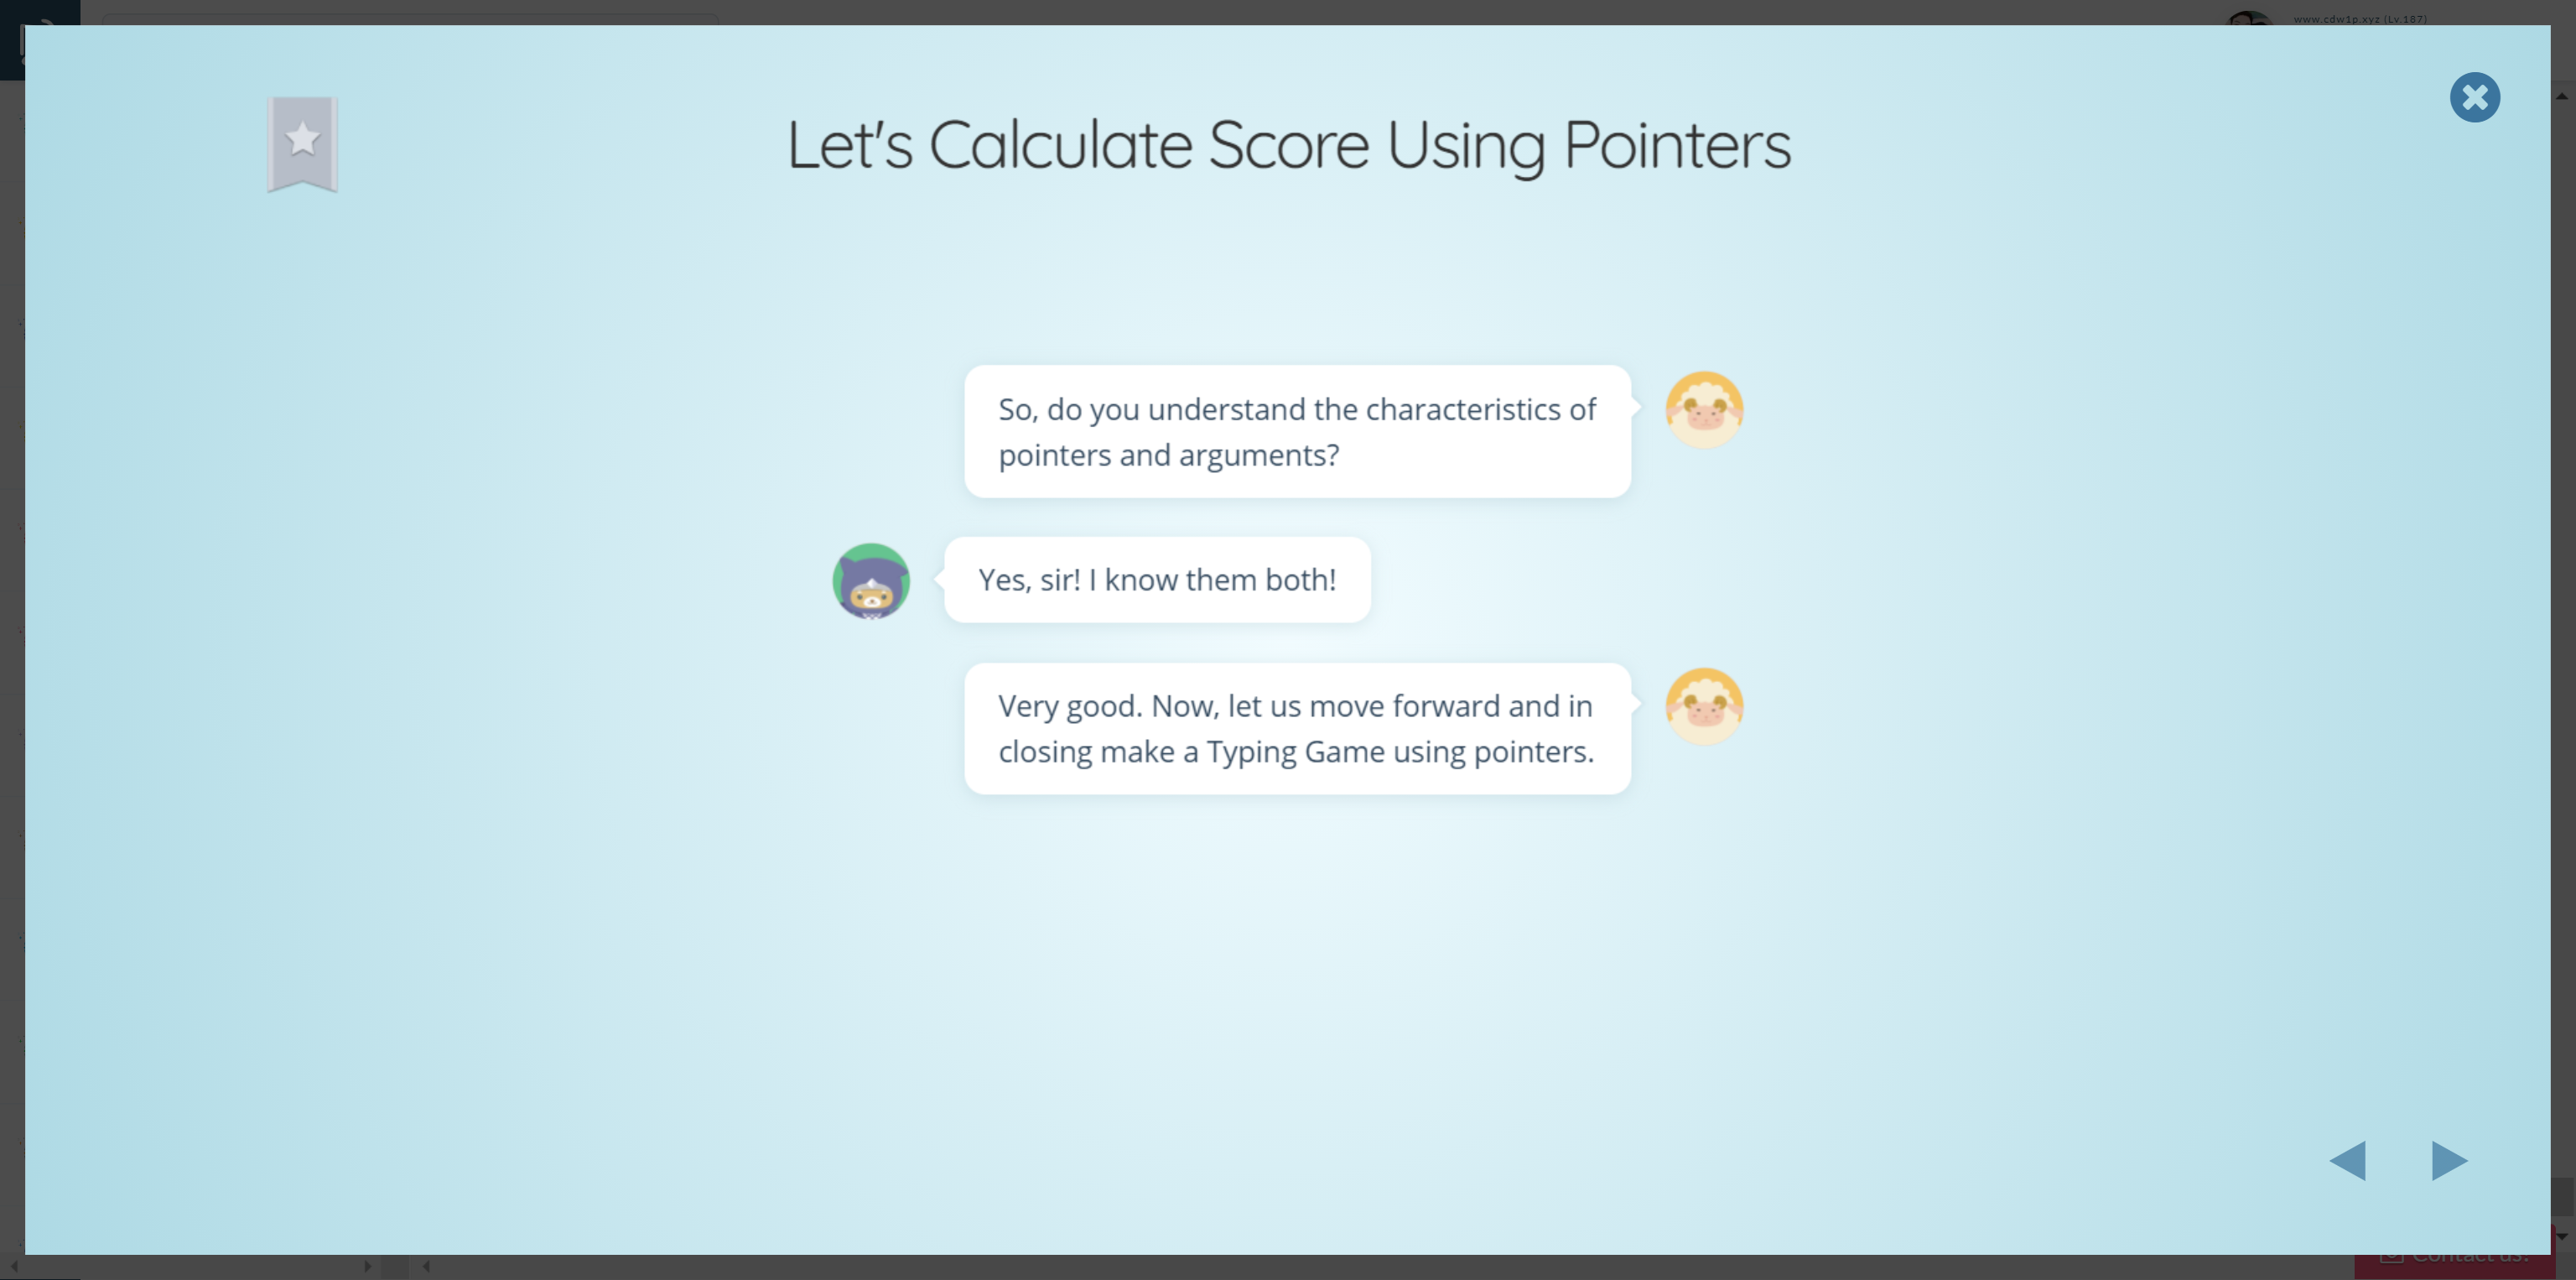 www.cdw1p.xyz (Lv.187)
Let's Calculate Score Using Pointers
So, do you understand the characteristics of
pointers and arguments?
Yes, sir! I know them both!
Very good. Now, let us move forward and in
closing make a Typing Game using pointers.
Contact us!